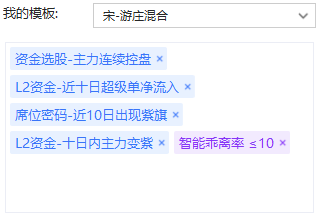 我的模板: 宋-游庄混合
资金选股-主力连续控盘 ×
L2资金-近十日超级单净流入 ×
席位密码-近10日出现紫旗 ×
L2资金-十日内主力变紫 × 智能乖离率 ≤10 ×